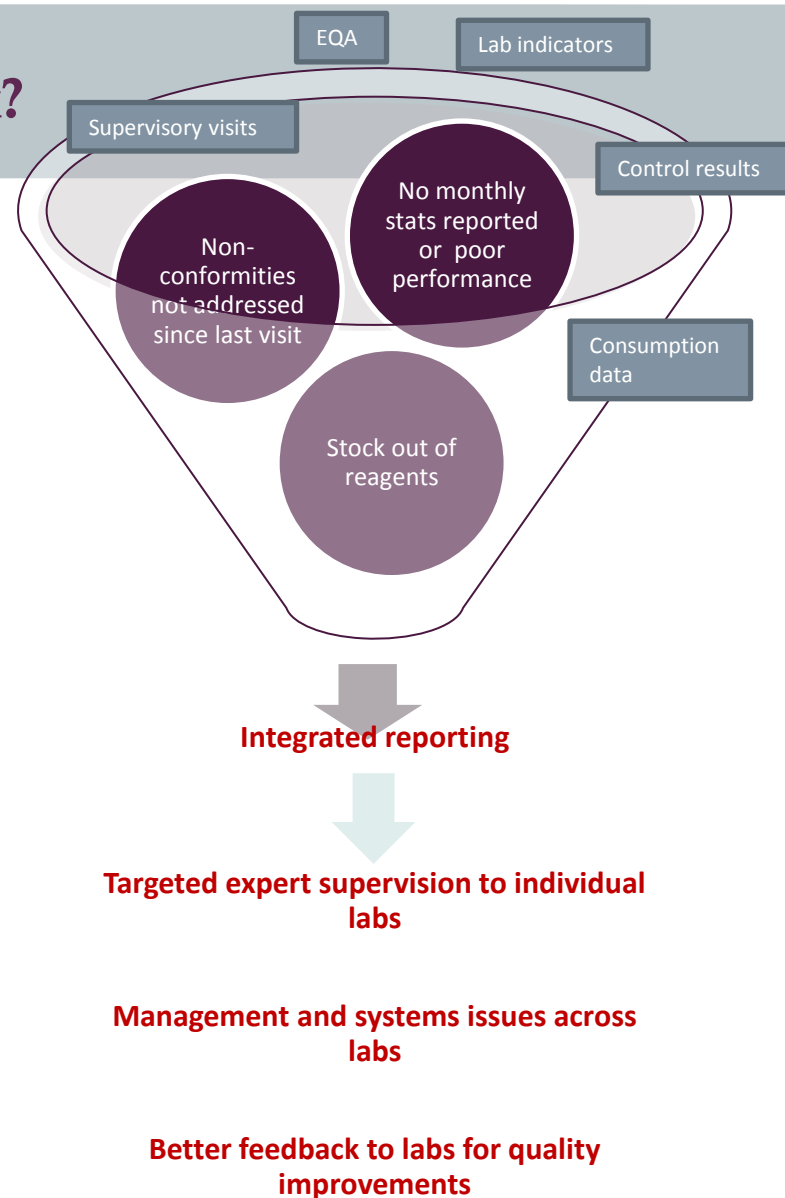 EQA
Lab indicators
?
Supervisory visits
Control results
No monthly
stats reported
or poor
performance
Non-
conformities
not addressed
since last visit
Consumption
data
Stock out of
reagents
Integrated reporting
Targeted expert supervision to individual
labs
Management and systems issues across
labs
Better feedback to labs for quality
improvements